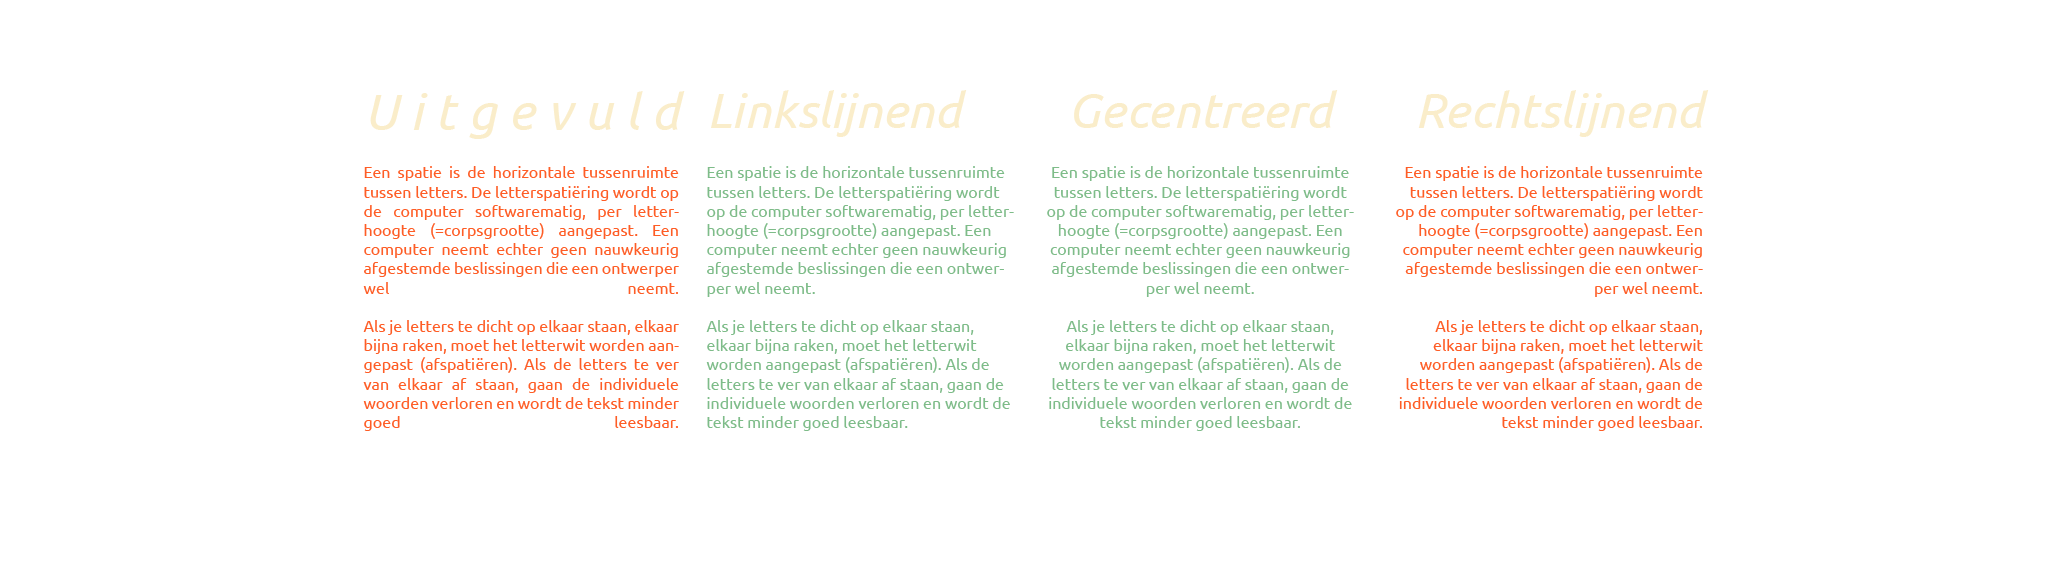 Uitgevuld
Een spatie is de horizontale tussenruimte
tussen letters. De letterspatiëring wordt op
de computer softwarematig, per letter-
hoogte (=corpsgrootte) aangepast. Een
computer neemt echter geen nauwkeurig
afgestemde beslissingen die een ontwerper
wel neemt.
Als je letters te dicht op elkaar staan, elkaar
bijna raken, moet het letterwit worden aan-
gepast (afspatiëren). Als de letters te ver
van elkaar af staan, gaan de individuele
woorden verloren en wordt de tekst minder
goed leesbaar.
Linkslijnend
Een spatie is de horizontale tussenruimte
tussen letters. De letterspatiëring wordt
op de computer softwarematig, per letter-
hoogte (=corpsgrootte) aangepast. Een
computer neemt echter geen nauwkeurig
afgestemde beslissingen die een ontwer-
per wel neemt.
Als je letters te dicht op elkaar staan,
elkaar bijna raken, moet het letterwit
worden aangepast (afspatiëren). Als de
letters te ver van elkaar af staan, gaan de
individuele woorden verloren en wordt de
tekst minder goed leesbaar.
Gecentreerd
Een spatie is de horizontale tussenruimte
tussen letters. De letterspatiëring wordt
op de computer softwarematig, per letter-
hoogte (=corpsgrootte) aangepast. Een
computer neemt echter geen nauwkeurig
afgestemde beslissingen die een ontwer-
per wel neemt.
Als je letters te dicht op elkaar staan,
elkaar bijna raken, moet het letterwit
worden aangepast (afspatiëren). Als de
letters te ver van elkaar af staan, gaan de
individuele woorden verloren en wordt de
tekst minder goed leesbaar.
Rechtslijnend
Een spatie is de horizontale tussenruimte
tussen letters. De letterspatiëring wordt
op de computer softwarematig, per letter-
hoogte (=corpsgrootte) aangepast. Een
computer neemt echter geen nauwkeurig
afgestemde beslissingen die een ontwer-
per wel neemt.
Als je letters te dicht op elkaar staan,
elkaar bijna raken, moet het letterwit
worden aangepast (afspatiëren). Als de
letters te ver van elkaar af staan, gaan de
individuele woorden verloren en wordt de
tekst minder goed leesbaar.